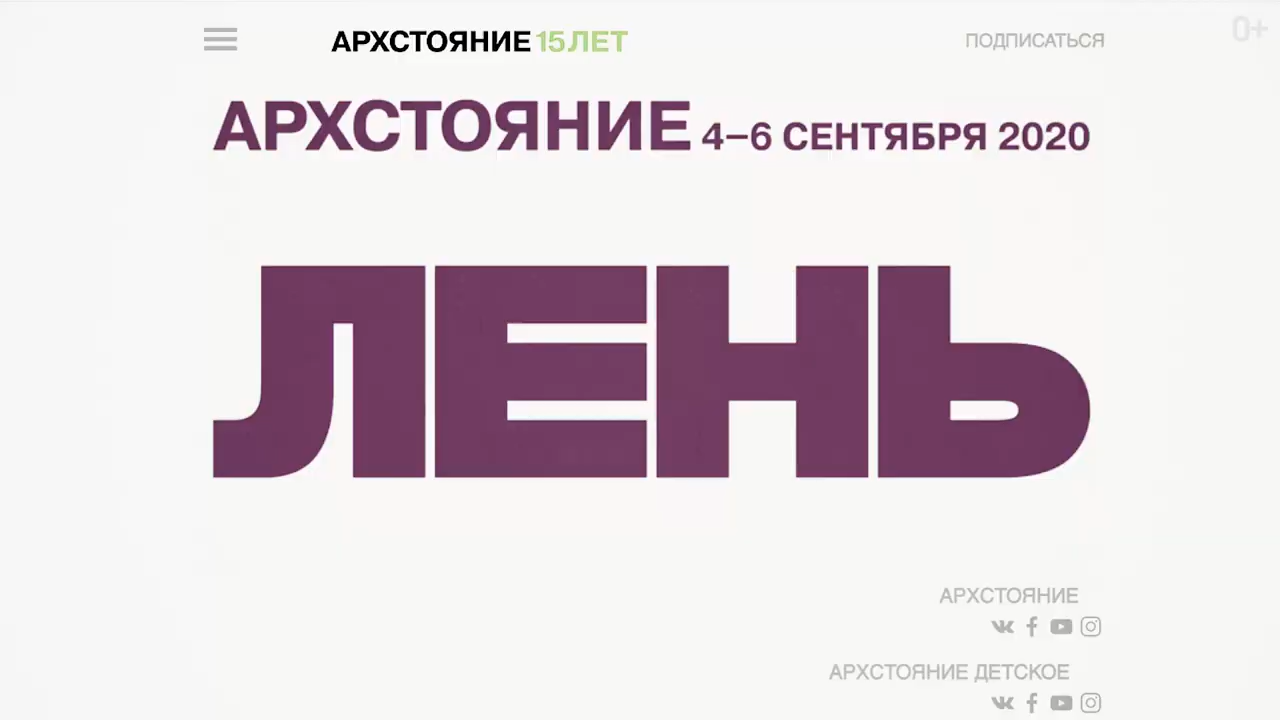 АРХСТОЯНИЕ 15 ЛЕТ
ПОДПИСАТЬСЯ
0+
АРХСТОЯНИЕ 4–6 СЕНТЯБРЯ 2020
ЛЕНЬ
АРХСТОЯНИЕ
АРХСТОЯНИЕ ДЕТСКОЕ